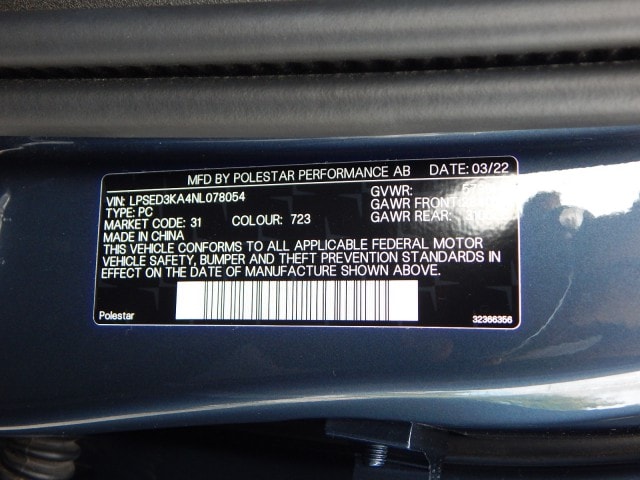 MFD BY POLESTAR PERFORMANCE AB DATE: 03/22
VIN: LPSED3KA4NL078054 GVWR:
TYPE: PC GAWR FRONT:
MARKET CODE: 31 COLOUR: 723 GAWR REAR:
MADE IN CHINA
THIS VEHICLE CONFORMS TO ALL APPLICABLE FEDERAL MOTOR
VEHICLE SAFETY, BUMPER AND THEFT PREVENTION STANDARDS IN
EFFECT ON THE DATE OF MANUFACTURE SHOWN ABOVE.
Polestar 32366356